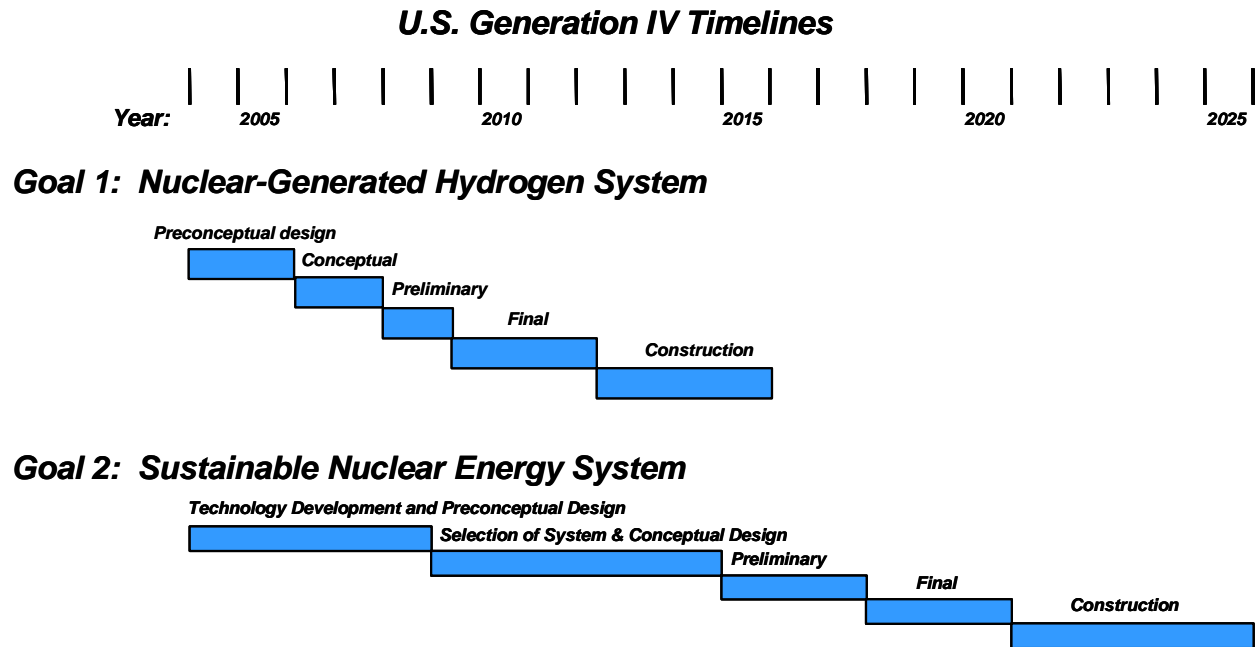 U.S. Generation IV Timelines
Year: 2005 2010 2015 2020 2025
Goal 1: Nuclear-Generated Hydrogen System
Preconceptual design
Conceptual
Preliminary
Final
Construction
Goal 2: Sustainable Nuclear Energy System
Technology Development and Preconceptual Design
Selection of System & Conceptual Design
Preliminary
Final
Construction